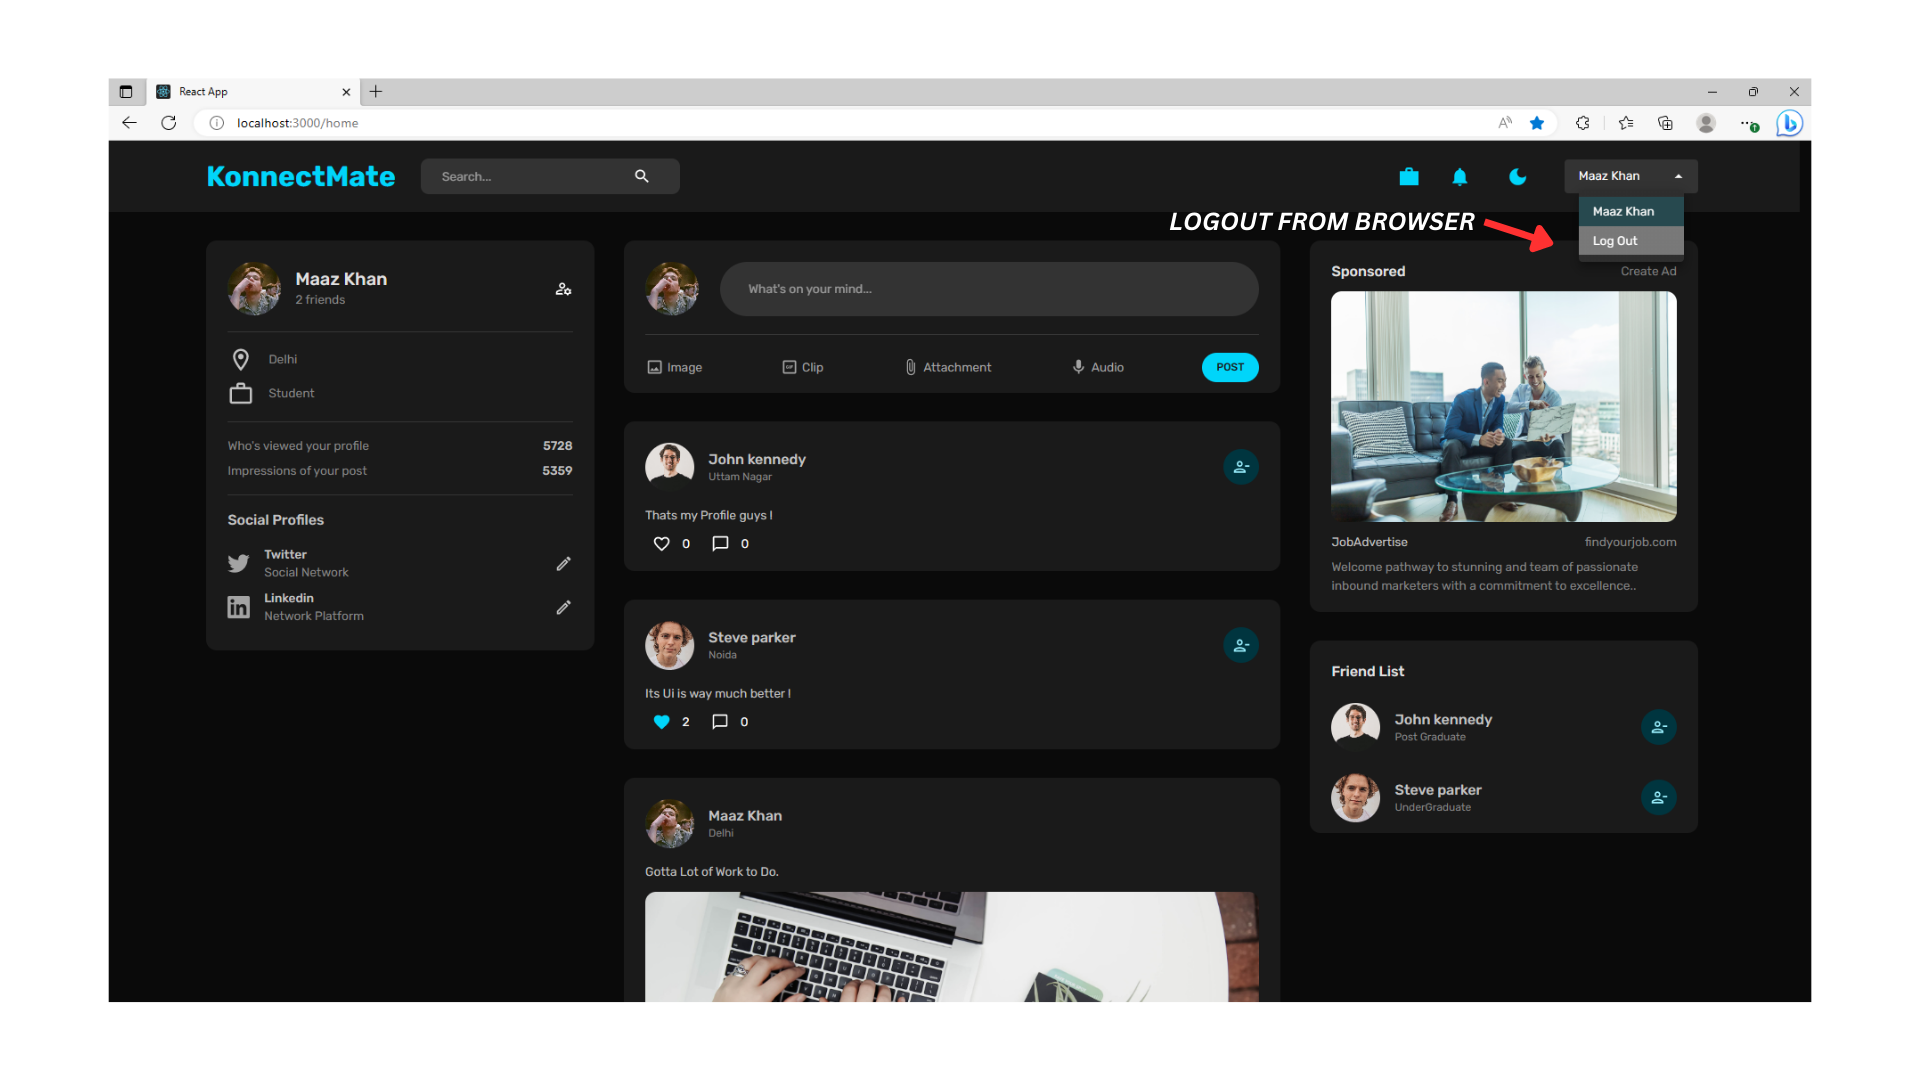 React App
localhost:3000/home
KonnectMate
Search...
Maaz Khan
Maaz Khan
Log Out
LOGOUT FROM BROWSER
Maaz Khan
2 friends
Delhi
Student
Who's viewed your profile 5728
Impressions of your post 5359
Social Profiles
Twitter
Social Network
Linkedin
Network Platform
What's on your mind...
Image Clip Attachment Audio POST
John kennedy
Uttam Nagar
Thats my Profile guys !
0 0
Steve parker
Noida
Its Ui is way much better !
2 0
Maaz Khan
Delhi
Gotta Lot of Work to Do.
Sponsored Create Ad
JobAdvertise findyourjob.com
Welcome pathway to stunning and team of passionate
inbound marketers with a commitment to excellence..
Friend List
John kennedy
Post Graduate
Steve parker
UnderGraduate